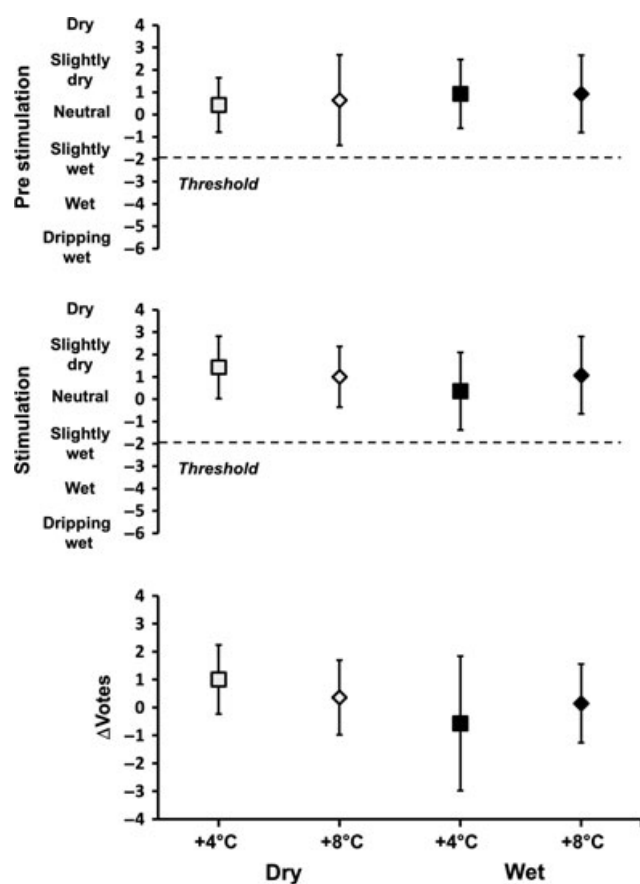 Pre stimulation
Dry
Slightly
dry
Neutral
Slightly
wet
Wet
Dripping
wet
4
3
2
1
0
−1
−2
−3
−4
−5
−6
Threshold
Stimulation
Dry
Slightly
dry
Neutral
Slightly
wet
Wet
Dripping
wet
4
3
2
1
0
−1
−2
−3
−4
−5
−6
Threshold
ΔVotes
4
3
2
1
0
−1
−2
−3
−4
+4°C +8°C +4°C +8°C
Dry Wet